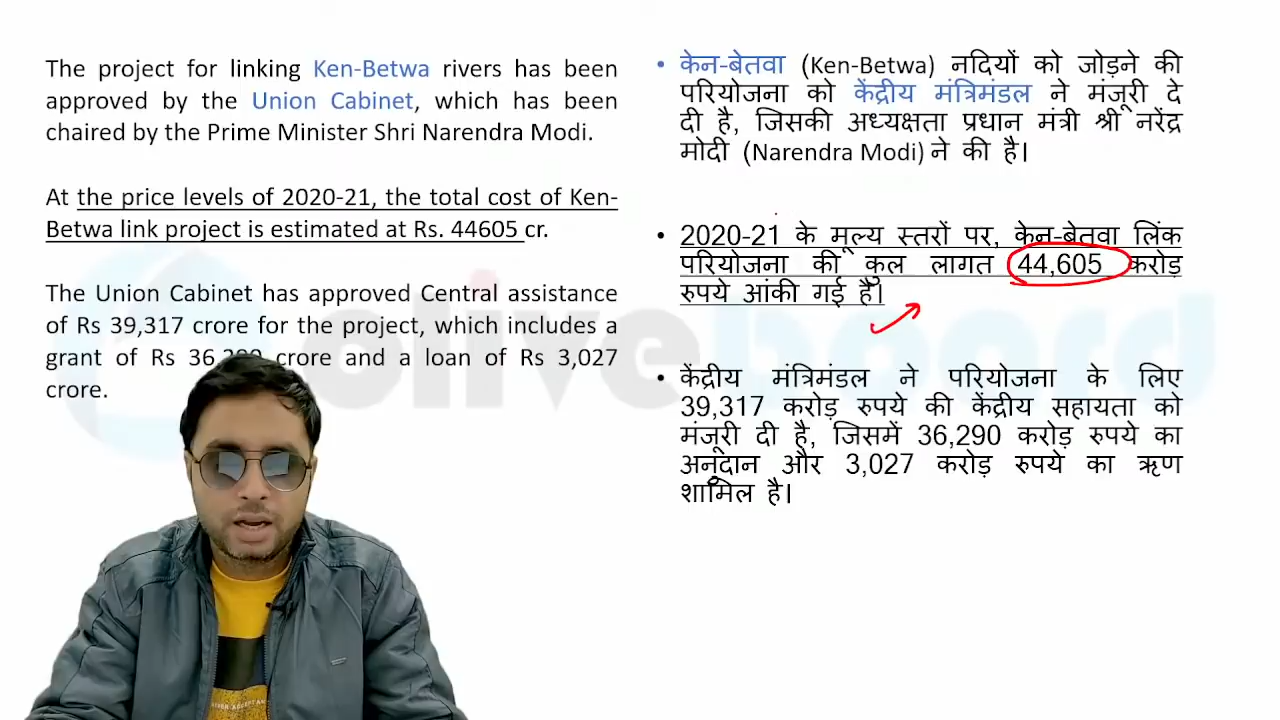 The project for linking Ken-Betwa rivers has been
approved by the Union Cabinet, which has been
chaired by the Prime Minister Shri Narendra Modi.
At the price levels of 2020-21, the total cost of Ken-
Betwa link project is estimated at Rs. 44605 cr.
The Union Cabinet has approved Central assistance
of Rs 39,317 crore for the project, which includes a
grant of Rs crore and a loan of Rs 3,027
crore.
• केन-बेतवा (Ken-Betwa) नदियों को जोड़ने की
परियोजना को केंद्रीय मंत्रिमंडल ने मंजूरी दे
दी है, जिसकी अध्यक्षता प्रधान मंत्री श्री नरेंद्र
मोदी (Narendra Modi) ने की है।
• 2020-21 के मूल्य स्तरों पर, केन-बेतवा लिंक
परियोजना की कुल लागत 44,605 करोड़
रुपये आंकी गई है।
• केंद्रीय मंत्रिमंडल ने परियोजना के लिए
39,317 करोड़ रुपये की केंद्रीय सहायता को
मंजूरी दी है, जिसमें 36,290 करोड़ रुपये का
अनुदान और 3,027 करोड़ रुपये का ऋण
शामिल है।
oliveboard